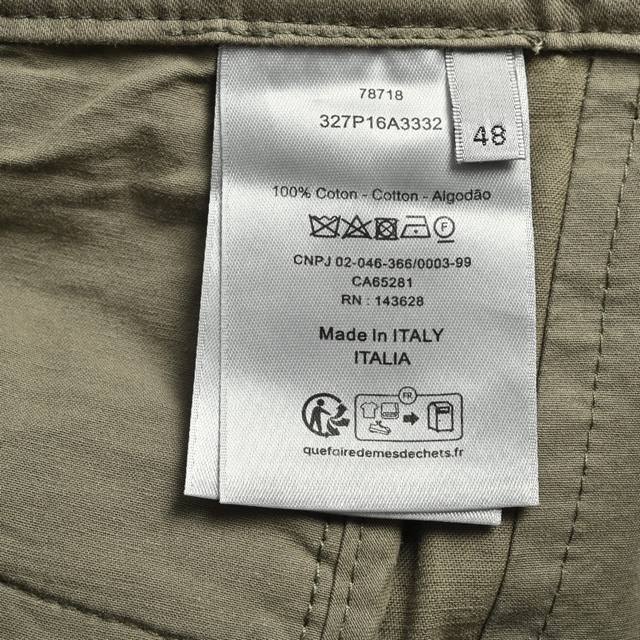 78718
327P16A3332
48
100% Coton - Cotton - Algodão
F
CNPJ 02-046-366/0003-99
CA65281
RN : 143628
Made In ITALY
ITALIA
FR
quefairedemesdechets.fr